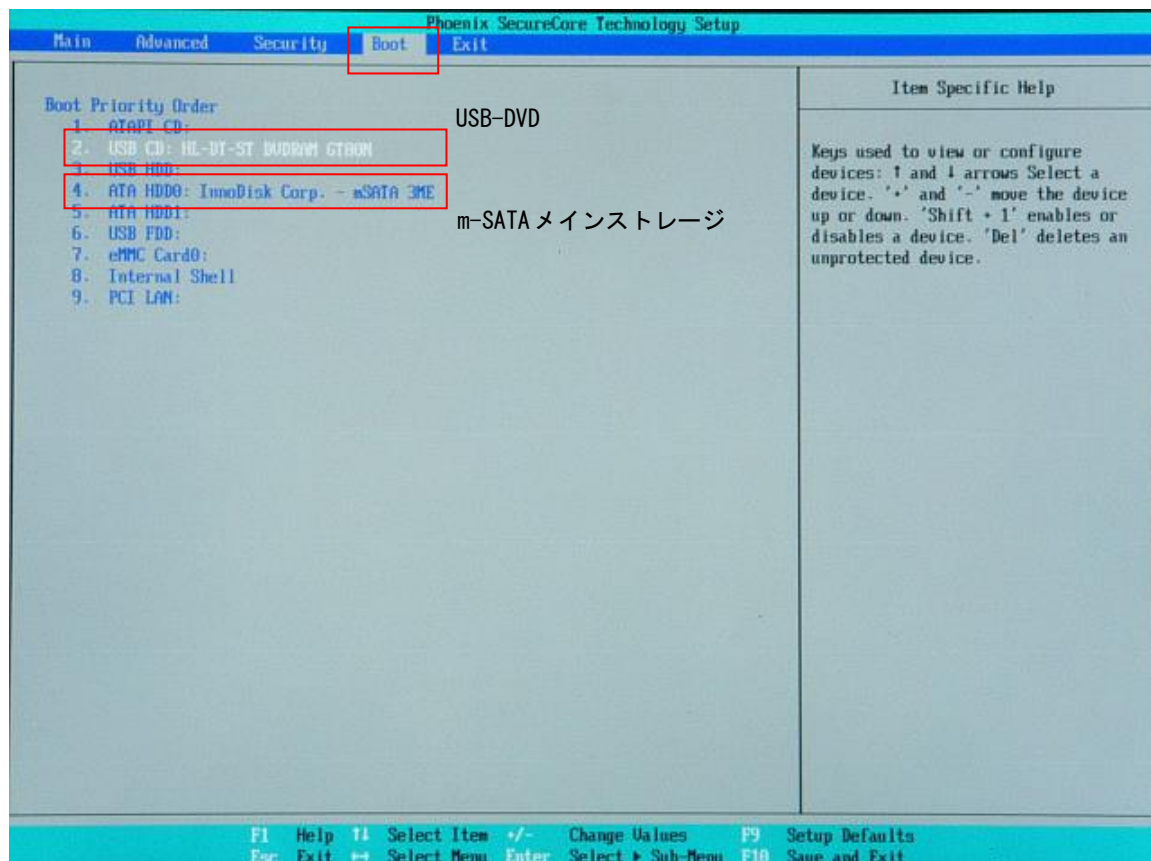 Phoenix SecureCore Technology Setup
Main Advanced Security Boot Exit
Item Specific Help
Boot Priority Order
USB-DVD
1. ATAPI CD:
2. USB CD: HL-DT-ST DVDRAM GT80N
3. USB HDD:
4. ATA HDD0: InnoDisk Corp. - mSATA 3ME
m-SATAメインストレージ
5. ATA HDD1:
6. USB FDD:
7. eMMC Card0:
8. Internal Shell
9. PCI LAN:
Keys used to view or configure
devices: ↑ and ↓ arrows Select a
device. '+' and '-' move the device
up or down. 'Shift + 1' enables or
disables a device. 'Del' deletes an
unprotected device.
F1 Help ↑↓ Select Item +/- Change Values F9 Setup Defaults
Esc Exit ↔ Select Menu Enter Select ▶ Sub-Menu F10 Save and Exit